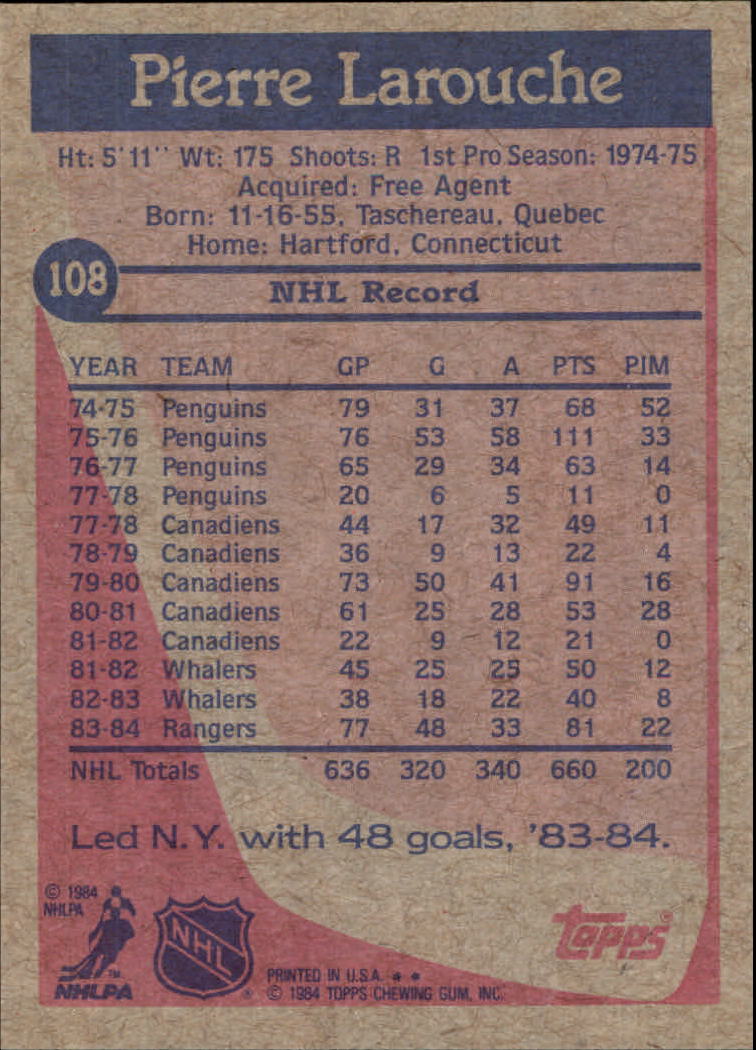 Pierre Larouche
Ht: 5'11'' Wt: 175 Shoots: R 1st Pro Season: 1974-75
Acquired: Free Agent
Born: 11-16-55, Taschereau, Quebec
Home: Hartford, Connecticut
108
NHL Record
YEAR TEAM GP G A PTS PIM
74-75 Penguins 79 31 37 68 52
75-76 Penguins 76 53 58 111 33
76-77 Penguins 65 29 34 63 14
77-78 Penguins 20 6 5 11 0
77-78 Canadiens 44 17 32 49 11
78-79 Canadiens 36 9 13 22 4
79-80 Canadiens 73 50 41 91 16
80-81 Canadiens 61 25 28 53 28
81-82 Canadiens 22 9 12 21 0
81-82 Whalers 45 25 25 50 12
82-83 Whalers 38 18 22 40 8
83-84 Rangers 77 48 33 81 22
NHL Totals 636 320 340 660 200
Led N.Y. with 48 goals, '83-84.
© 1984
NHLPA
™
NHLPA
NHL
®
topps®
PRINTED IN U.S.A. * *
© 1984 TOPPS CHEWING GUM, INC.